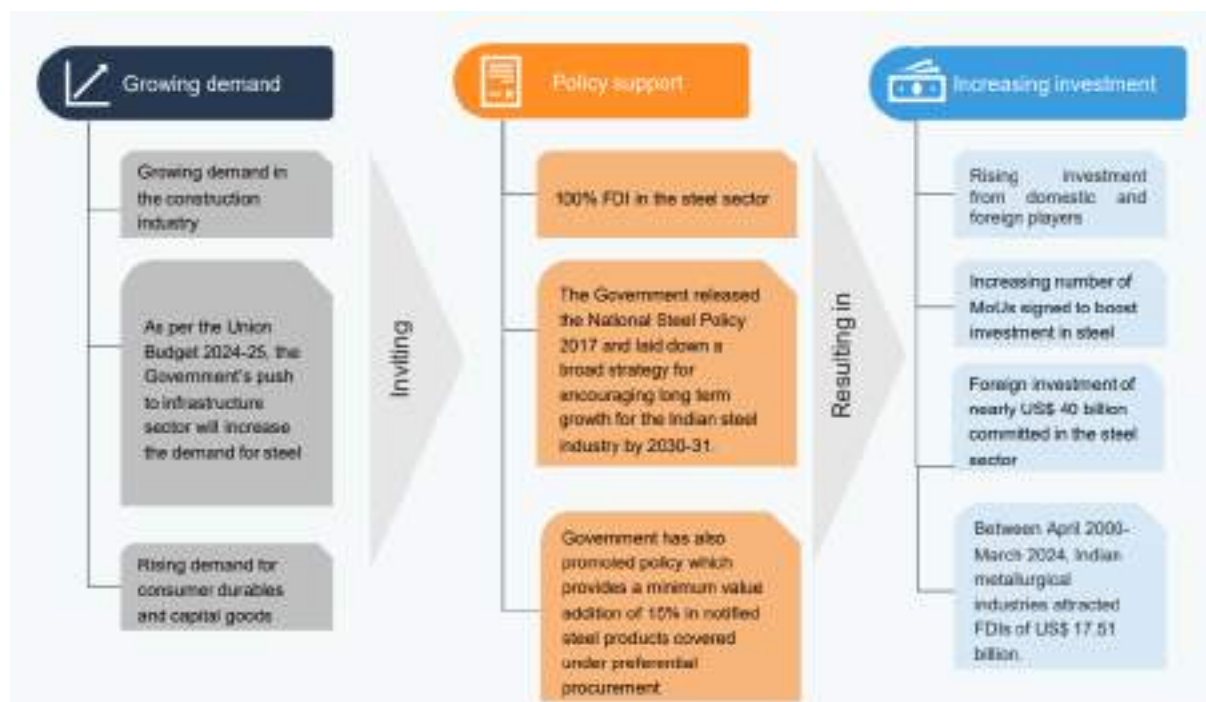 Growing demand
Growing demand in
the construction
industry
As per the Union
Budget 2024-25, the
Government's push
to infrastructure
sector will increase
the demand for steel
Rising demand for
consumer durables
and capital goods
Inviting
Policy support
100% FDI in the steel sector
The Government released
the National Steel Policy
2017 and laid down a
broad strategy for
encouraging long term
growth for the Indian steel
industry by 2030-31.
Government has also
promoted policy which
provides a minimum value
addition of 15% in notified
steel products covered
under preferential
procurement
Resulting in
Increasing investment
Rising investment
from domestic and
foreign players
Increasing number of
MoUs signed to boost
investment in steel
Foreign investment of
nearly US$ 40 billion
committed in the steel
sector
Between April 2000-
March 2024, Indian
metallurgical
industries attracted
FDIs of US$ 17.51
billion.